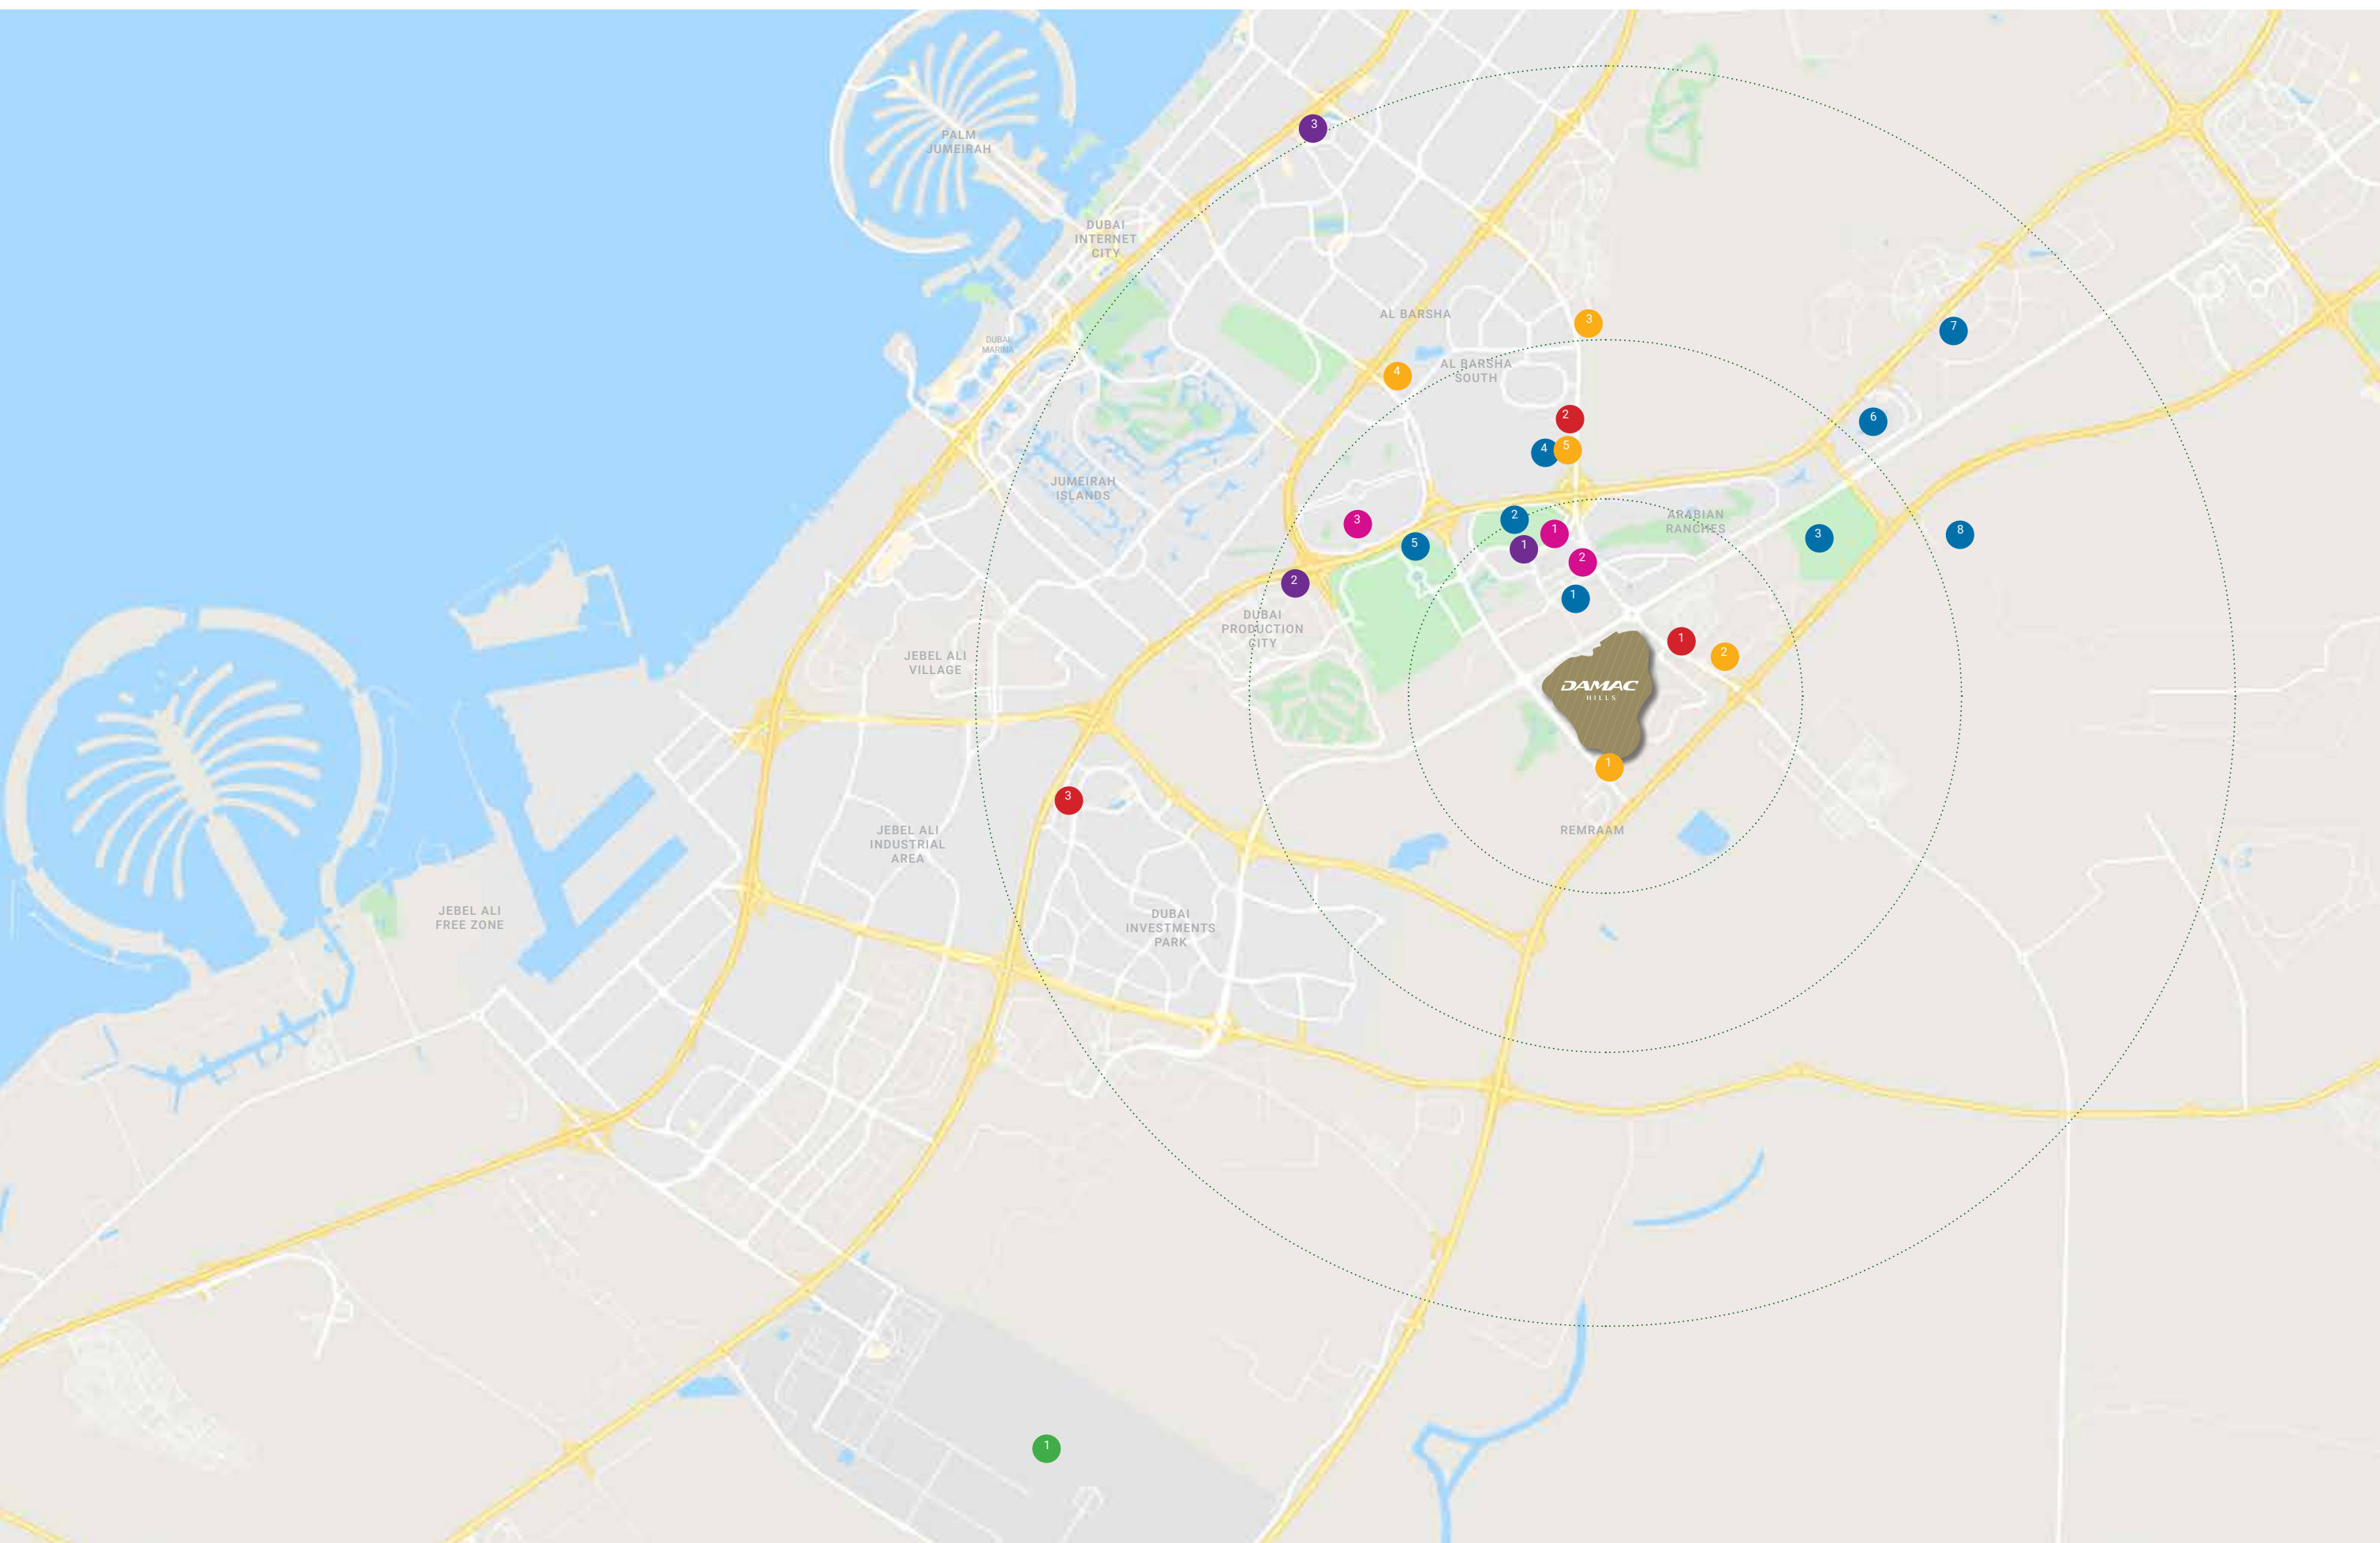 3
PALM
JUMEIRAH
DUBAI
INTERNET
CITY
AL BARSHA
3
7
DUBAI
MARINA
AL BARSHA
SOUTH
4
2
6
4
5
JUMEIRAH
ISLANDS
3
2
1
ARABIAN
RANCHES
3
8
5
1
2
2
1
DUBAI
PRODUCTION
CITY
JEBEL ALI
VILLAGE
1
2
DAMAC
HILLS
1
3
JEBEL ALI
INDUSTRIAL
AREA
REMRAAM
JEBEL ALI
FREE ZONE
DUBAI
INVESTMENTS
PARK
1